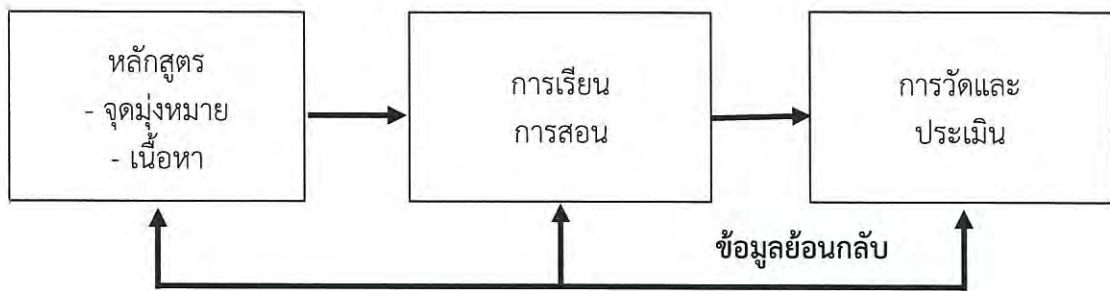 หลักสูตร
- จุดมุ่งหมาย
- เนื้อหา
การเรียน
การสอน
การวัดและ
ประเมิน
ข้อมูลย้อนกลับ